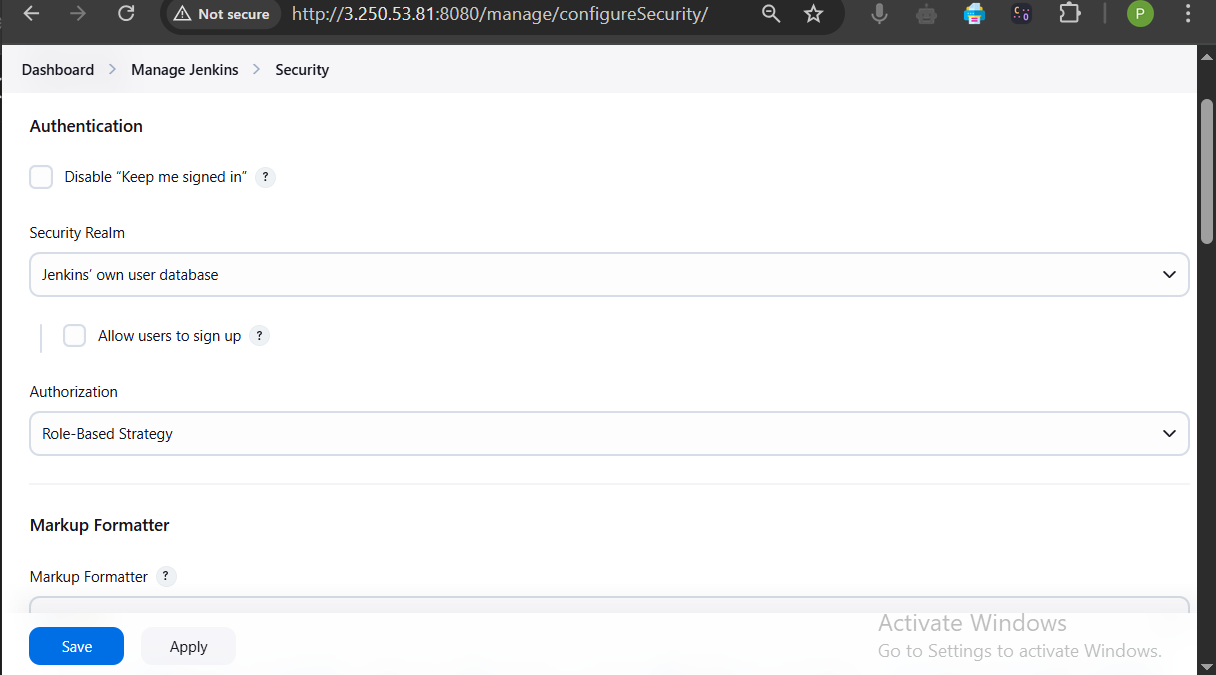 Not secure
http://3.250.53.81:8080/manage/configureSecurity/
P
Dashboard > Manage Jenkins > Security
Authentication
Disable “Keep me signed in” ?
Security Realm
Jenkins’ own user database
Allow users to sign up ?
Authorization
Role-Based Strategy
Markup Formatter
Markup Formatter ?
Save
Apply
Activate Windows
Go to Settings to activate Windows.